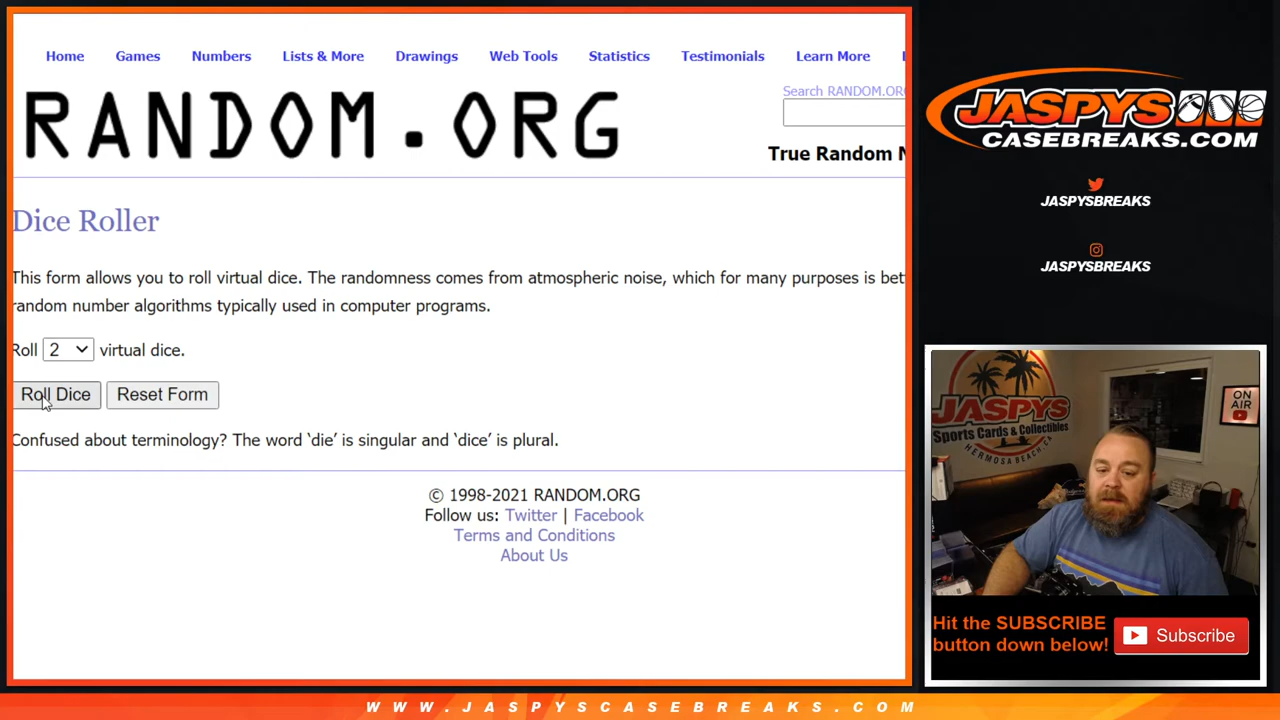 Home Games Numbers Lists & More Drawings Web Tools Statistics Testimonials Learn More
RANDOM.ORG
Search RANDOM.ORG
True Random N
Dice Roller
This form allows you to roll virtual dice. The randomness comes from atmospheric noise, which for many purposes is bet
random number algorithms typically used in computer programs.
Roll 2 virtual dice.
Roll Dice Reset Form
Confused about terminology? The word ‘die’ is singular and ‘dice’ is plural.
© 1998-2021 RANDOM.ORG
Follow us: Twitter | Facebook
Terms and Conditions
About Us
JASPYS
CASEBREAKS.COM
JASPYSBREAKS
JASPYSBREAKS
JASPYS
Sports Cards & Collectibles
HERMOSA BEACH, CA
ON
AIR
Hit the SUBSCRIBE
button down below!
Subscribe
WWW.JASPYSCASEBREAKS.COM